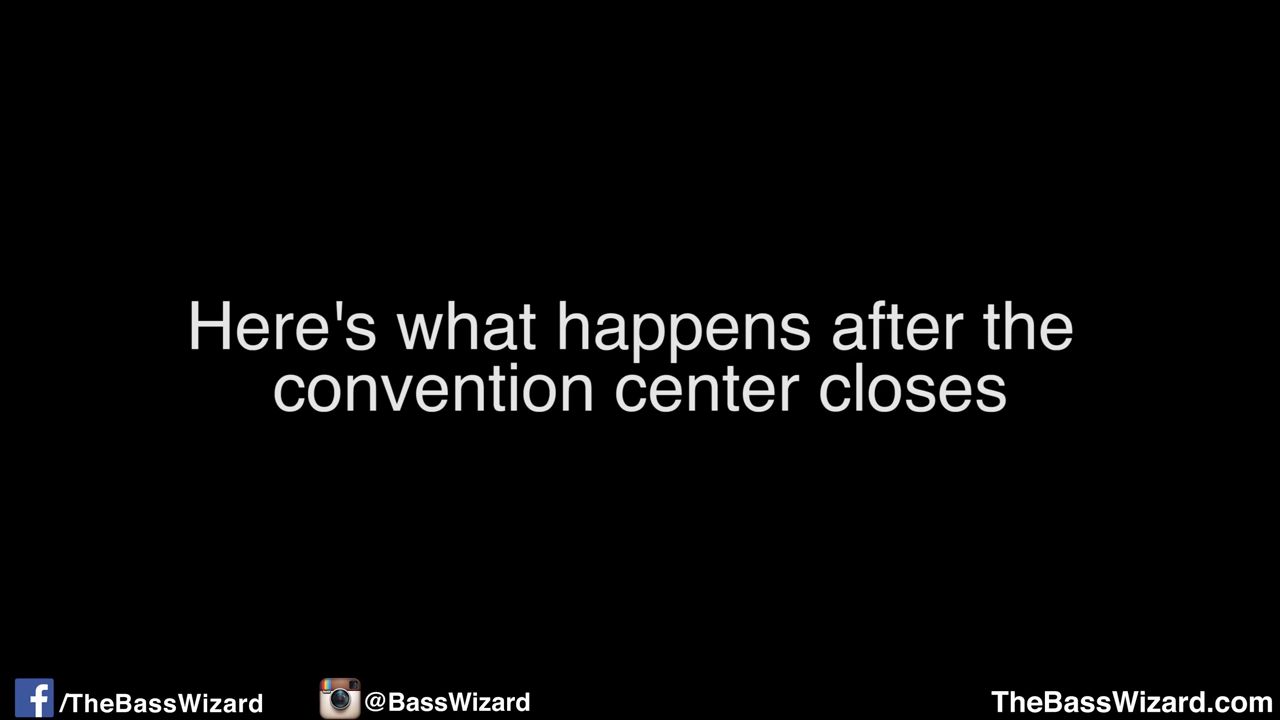 Here's what happens after the
convention center closes
/TheBassWizard
@BassWizard
TheBassWizard.com